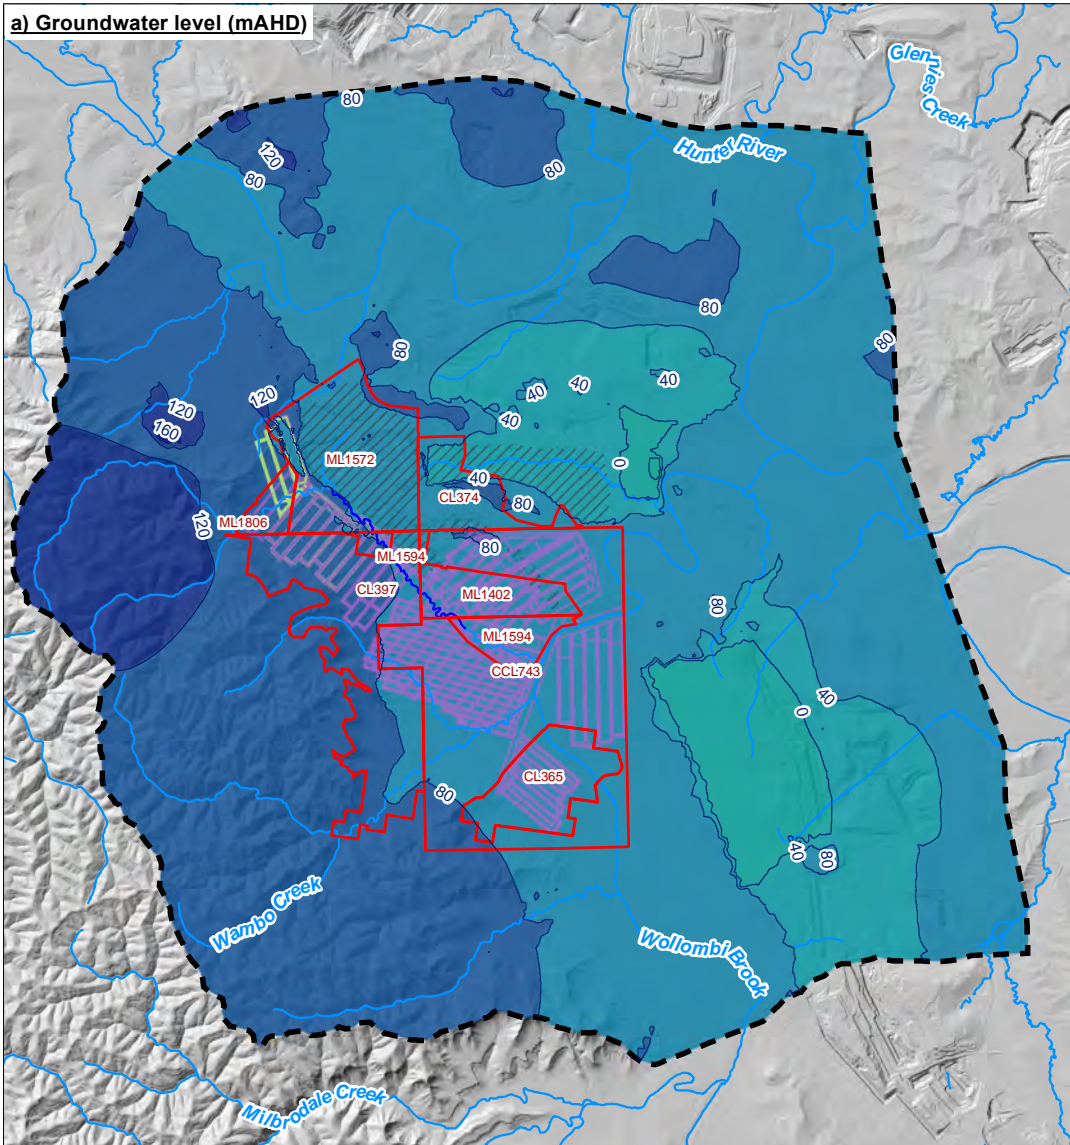 a) Groundwater level (mAHD)
Glennies Creek
80
Hunter River
120
80
80
80
80
80
120
40
40
40
40
120
160
ML1572
0
40
CL374
80
120
ML1806
80
ML1594
CL397
ML1402
80
ML1594
CCL743
40
0
CL365
80
40
80
Wambo Creek
Wollombi Brook
Milbrodale Creek